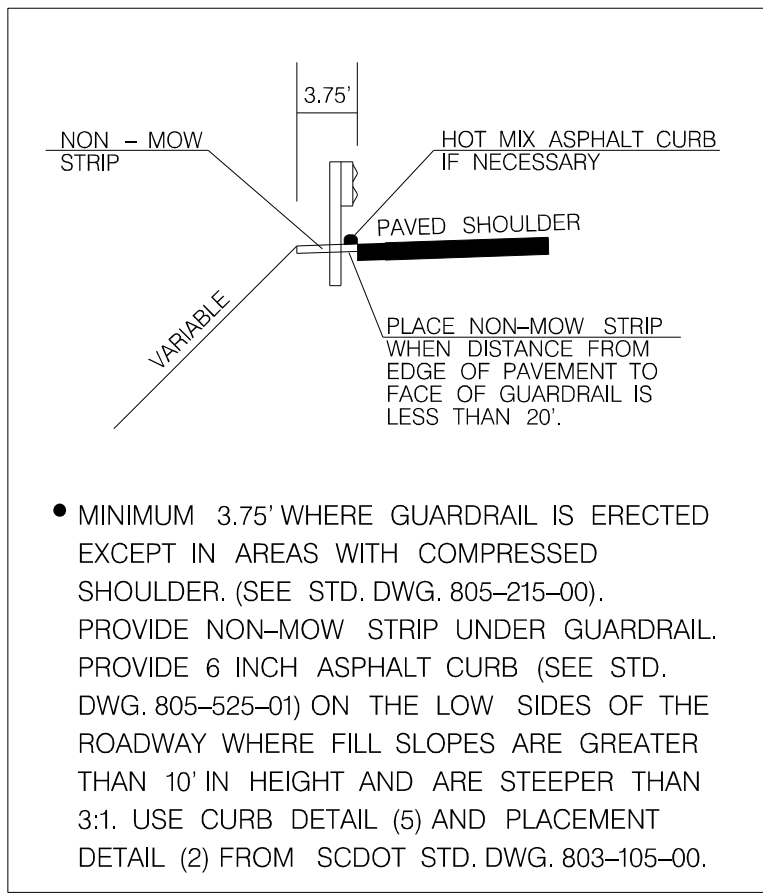 3.75'
NON – MOW
STRIP
HOT MIX ASPHALT CURB
IF NECESSARY
PAVED SHOULDER
VARIABLE
PLACE NON–MOW STRIP
WHEN DISTANCE FROM
EDGE OF PAVEMENT TO
FACE OF GUARDRAIL IS
LESS THAN 20'.
● MINIMUM 3.75' WHERE GUARDRAIL IS ERECTED
EXCEPT IN AREAS WITH COMPRESSED
SHOULDER. (SEE STD. DWG. 805–215–00).
PROVIDE NON–MOW STRIP UNDER GUARDRAIL.
PROVIDE 6 INCH ASPHALT CURB (SEE STD.
DWG. 805–525–01) ON THE LOW SIDES OF THE
ROADWAY WHERE FILL SLOPES ARE GREATER
THAN 10' IN HEIGHT AND ARE STEEPER THAN
3:1. USE CURB DETAIL (5) AND PLACEMENT
DETAIL (2) FROM SCDOT STD. DWG. 803–105–00.